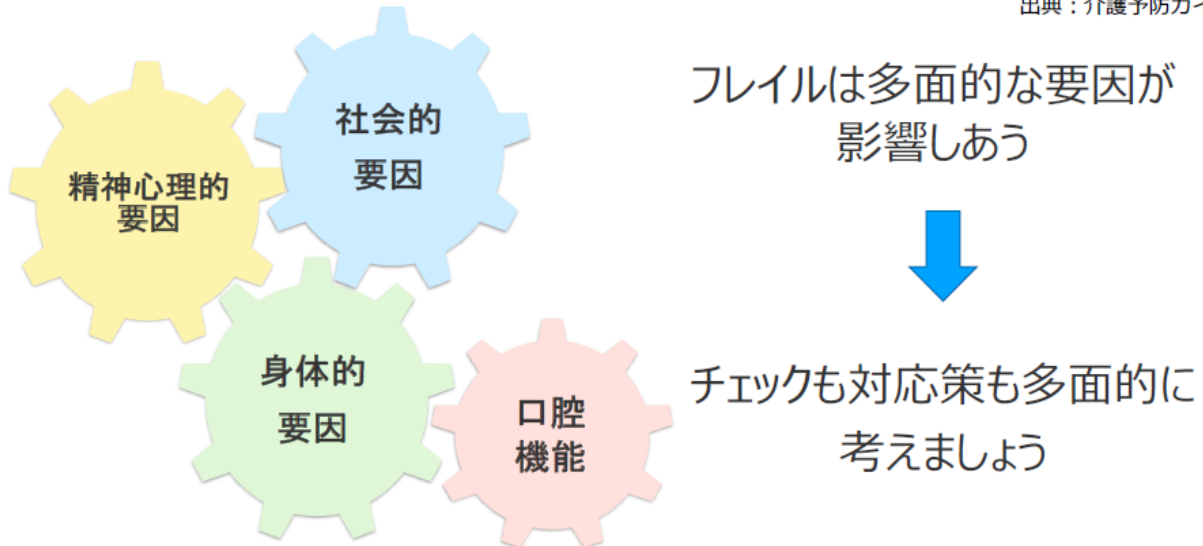 出典：介護予防ガイ
社会的
要因
精神心理的
要因
身体的
要因
口腔
機能
フレイルは多面的な要因が
影響しあう
チェックも対応策も多面的に
考えましょう